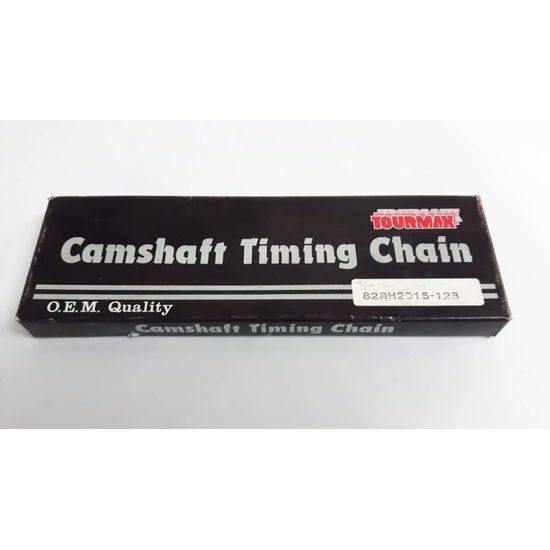 TOURMAX
Camshaft Timing Chain
82RH2015-128
O.E.M. Quality
Camshaft Timing Chain